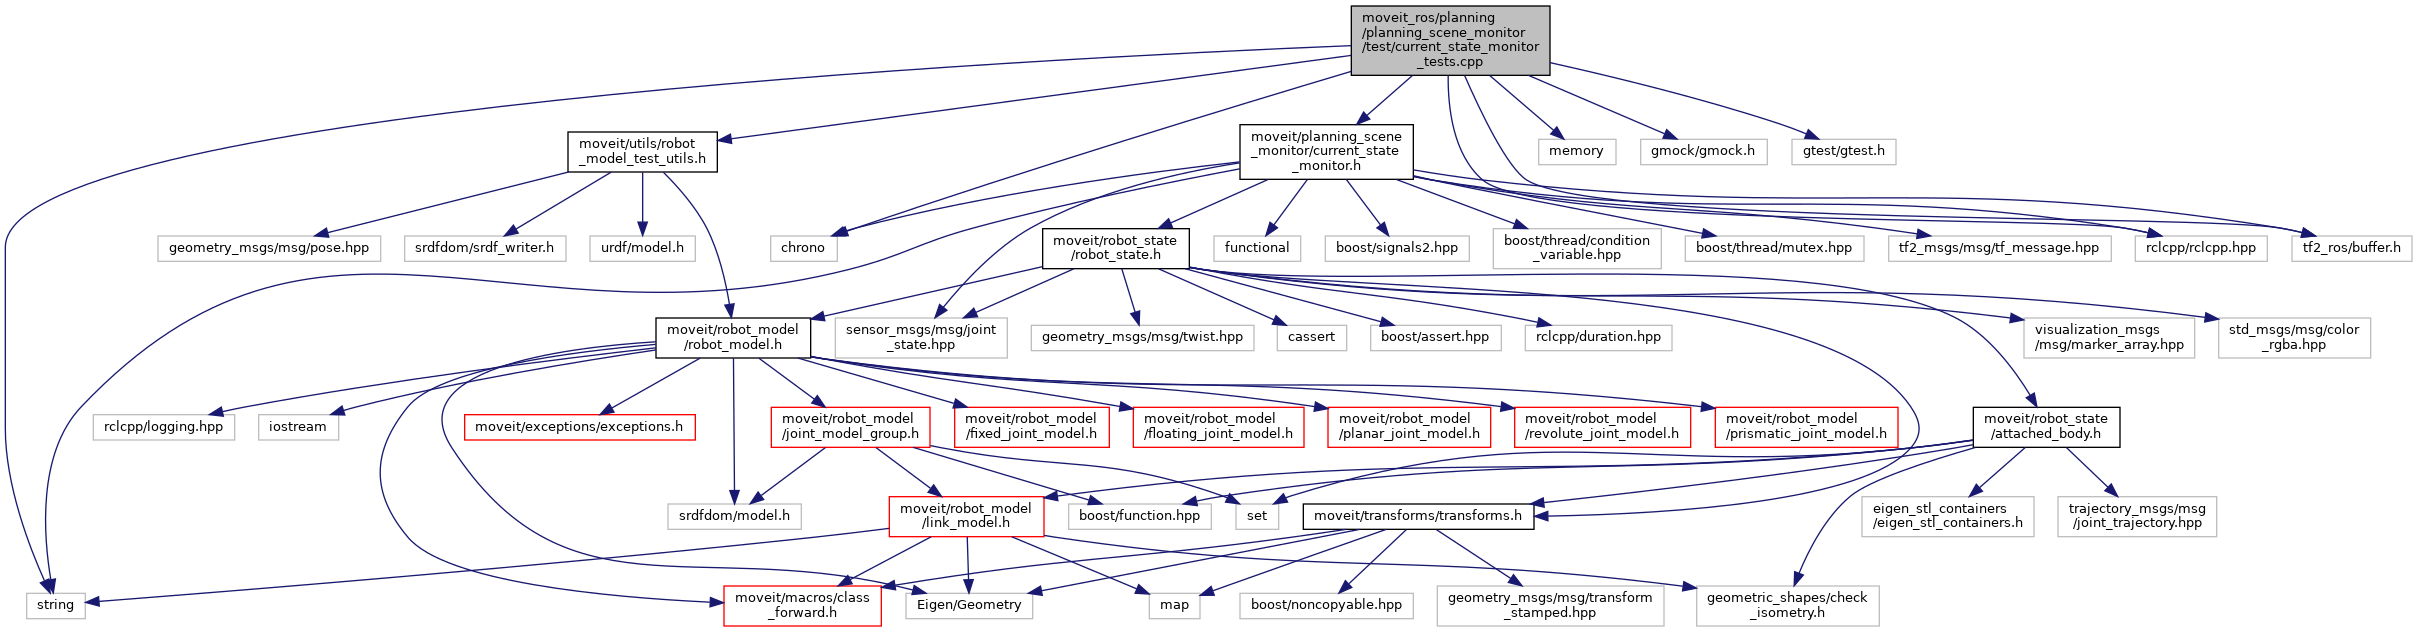 moveit_ros/planning
/planning_scene_monitor
/test/current_state_monitor
_tests.cpp
moveit/utils/robot
_model_test_utils.h
moveit/planning_scene
_monitor/current_state
_monitor.h
memory
gmock/gmock.h
gtest/gtest.h
geometry_msgs/msg/pose.hpp
srdfdom/srdf_writer.h
urdf/model.h
chrono
moveit/robot_state
/robot_state.h
functional
boost/signals2.hpp
boost/thread/condition
_variable.hpp
boost/thread/mutex.hpp
tf2_msgs/msg/tf_message.hpp
rclcpp/rclcpp.hpp
tf2_ros/buffer.h
moveit/robot_model
/robot_model.h
sensor_msgs/msg/joint
_state.hpp
geometry_msgs/msg/twist.hpp
cassert
boost/assert.hpp
rclcpp/duration.hpp
visualization_msgs
/msg/marker_array.hpp
std_msgs/msg/color
_rgba.hpp
rclcpp/logging.hpp
iostream
moveit/exceptions/exceptions.h
moveit/robot_model
/joint_model_group.h
moveit/robot_model
/fixed_joint_model.h
moveit/robot_model
/floating_joint_model.h
moveit/robot_model
/planar_joint_model.h
moveit/robot_model
/revolute_joint_model.h
moveit/robot_model
/prismatic_joint_model.h
moveit/robot_state
/attached_body.h
srdfdom/model.h
moveit/robot_model
/link_model.h
boost/function.hpp
set
moveit/transforms/transforms.h
eigen_stl_containers
/eigen_stl_containers.h
trajectory_msgs/msg
/joint_trajectory.hpp
string
moveit/macros/class
_forward.h
Eigen/Geometry
map
boost/noncopyable.hpp
geometry_msgs/msg/transform
_stamped.hpp
geometric_shapes/check
_isometry.h